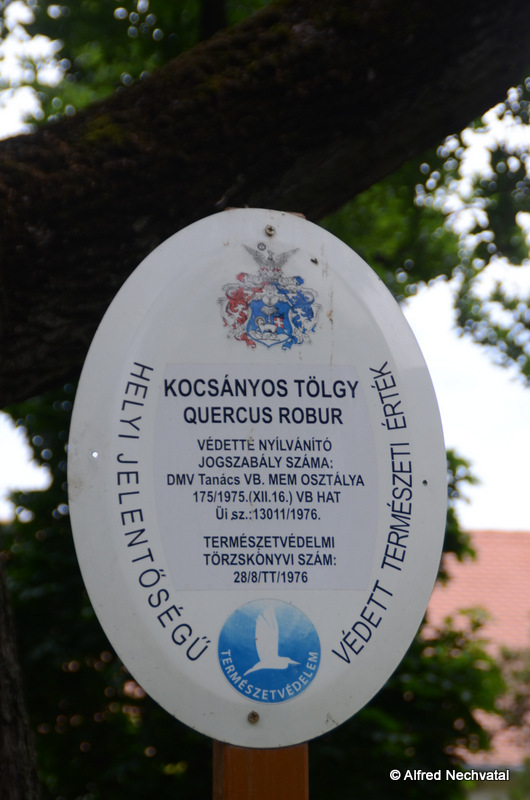 KOCSÁNYOS TÖLGY
QUERCUS ROBUR
VÉDETTÉ NYÍLVÁNÍTÓ
JOGSZABÁLY SZÁMA:
DMV Tanács VB. MEM OSZTÁLYA
175/1975.(XII.16.) VB HAT
Üi sz.:13011/1976.
TERMÉSZETVÉDELMI
TÖRZSKÖNYVI SZÁM:
28/8/TT/1976
HELYI JELENTŐSÉGŰ
VÉDETT TERMÉSZETI ÉRTÉK
TERMÉSZETVÉDELEM
© Alfred Nechvatal